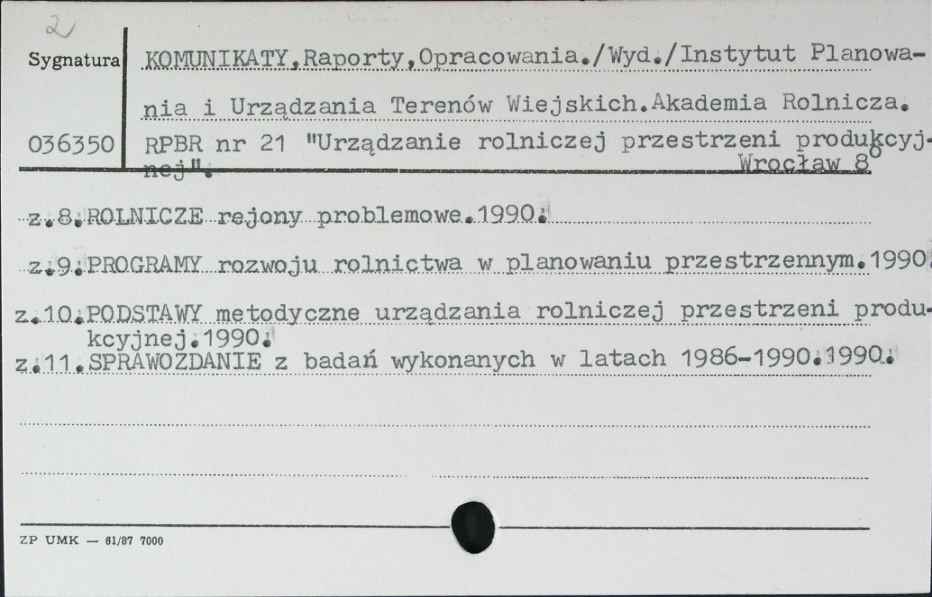 2
Sygnatura KOMUNIKATY,Raporty,Opracowania./Wyd./Instytut Planowa-
nia i Urządzania Terenów Wiejskich.Akademia Rolnicza.
036350 RPBR nr 21 "Urządzanie rolniczej przestrzeni produkcyj-
nej". Wrocław 8°
z.8.ROLNICZE rejony problemowe.1990.
z.9.PROGRAMY rozwoju rolnictwa w planowaniu przestrzennym.1990.
z.10.PODSTAWY metodyczne urządzania rolniczej przestrzeni produ-
kcyjnej.1990.
z.11.SPRAWOZDANIE z badań wykonanych w latach 1986-1990.1990.
ZP UMK — 61/87 7000